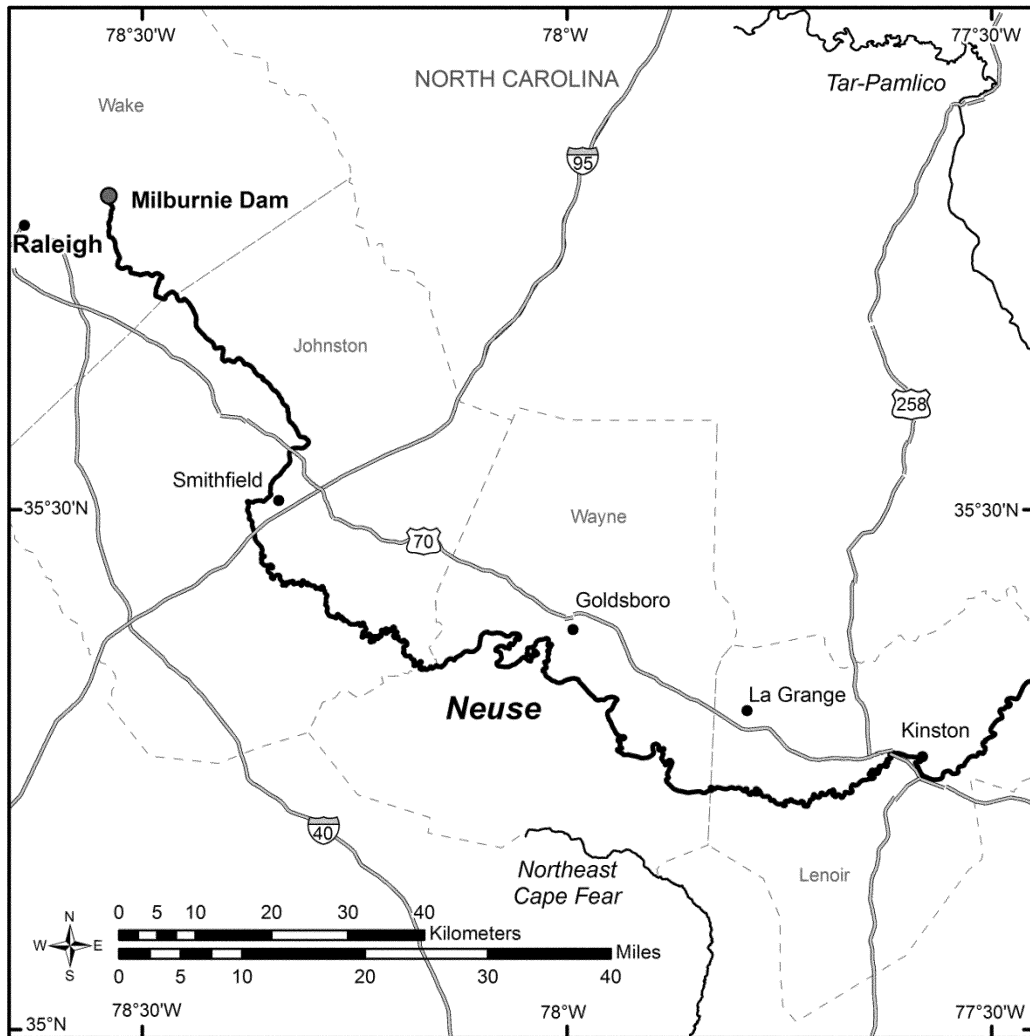 78°30'W
78°W
77°30'W
NORTH CAROLINA
Tar-Pamlico
Wake
95
Milburnie Dam
Raleigh
Johnston
258
Smithfield
35°30'N
35°30'N
Wayne
70
Goldsboro
La Grange
Neuse
Kinston
40
Northeast
Cape Fear
Lenoir
N
W E
S
0 5 10 20 30 40
Kilometers
Miles
0 5 10 20 30 40
35°N
78°30'W
78°W
77°30'W